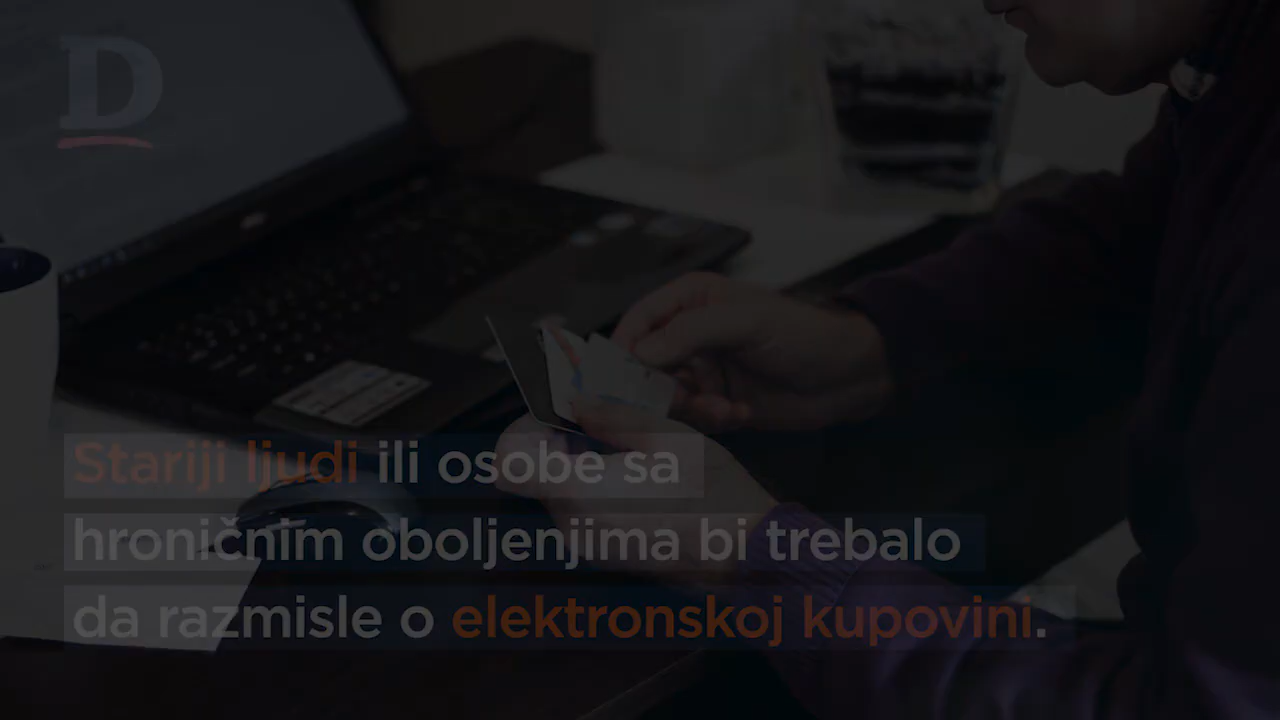 D
Stariji ljudi ili osobe sa
hroničnim oboljenjima bi trebalo
da razmisle o elektronskoj kupovini.